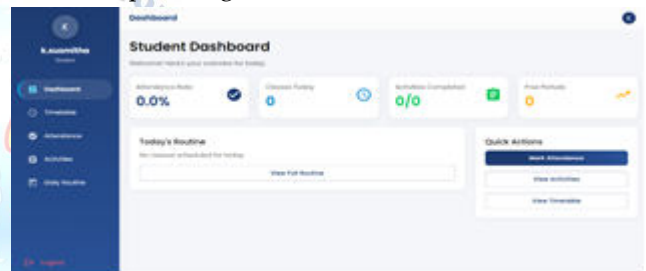 Dashboard
K
k.susmitha
Student
Dashboard
Timetable
Attendance
Activities
Daily Routine
Logout
Student Dashboard
Welcome! Here's your overview for today.
Attendance Rate
0.0%
Classes Today
0
Activities Completed
0/0
Free Periods
0
Today's Routine
No classes scheduled for today.
View Full Routine
Quick Actions
Mark Attendance
View Activities
View Timetable
K